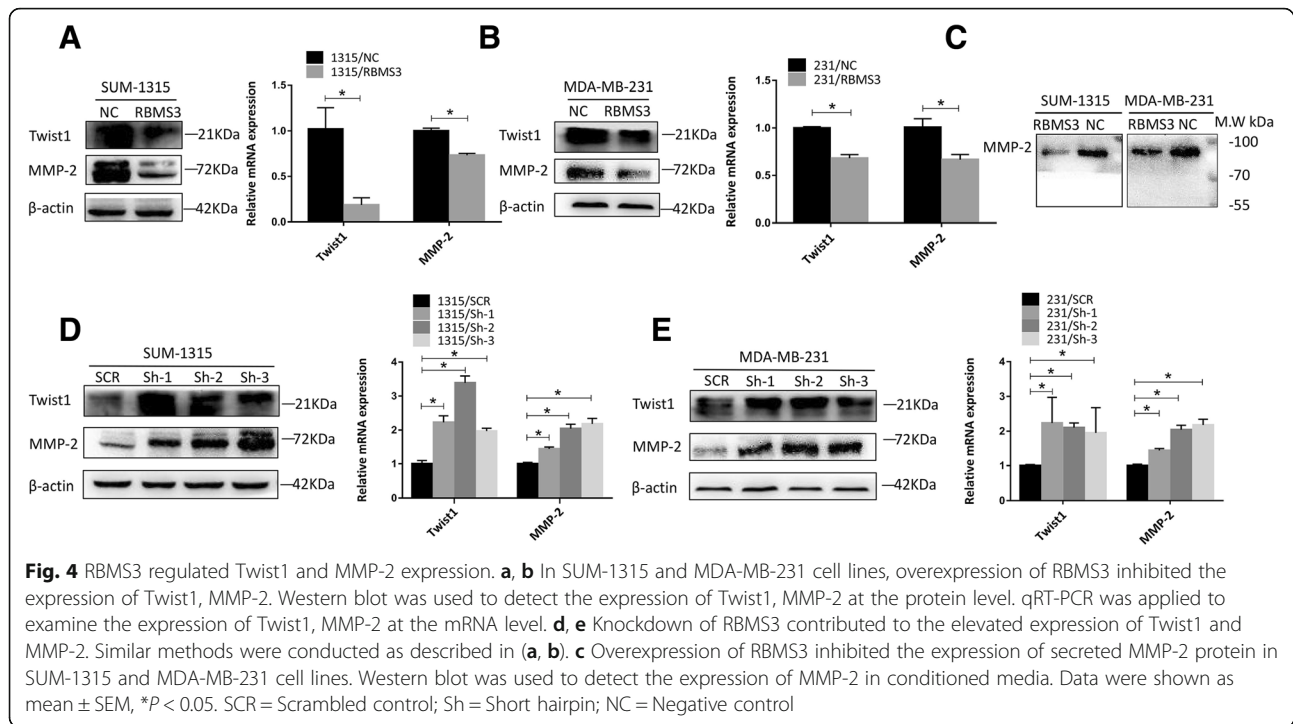 A
SUM-1315
NC RBMS3
Twist1 —21KDa
MMP-2 —72KDa
β-actin —42KDa
1315/NC
1315/RBMS3
Relative mRNA expression
1.5
1.0
0.5
0.0
* *
Twist1 MMP-2
B
MDA-MB-231
NC RBMS3
Twist1 —21KDa
MMP-2 —72KDa
β-actin —42KDa
231/NC
231/RBMS3
Relative mRNA expression
1.5
1.0
0.5
0.0
* *
Twist1 MMP-2
C
SUM-1315 MDA-MB-231
RBMS3 NC RBMS3 NC M.W kDa
MMP-2 -100
-70
-55
D
SUM-1315
SCR Sh-1 Sh-2 Sh-3
Twist1 —21KDa
MMP-2 —72KDa
β-actin —42KDa
1315/SCR
1315/Sh-1
1315/Sh-2
1315/Sh-3
Relative mRNA expression
4
3
2
1
0
* * * * * *
Twist1 MMP-2
E
MDA-MB-231
SCR Sh-1 Sh-2 Sh-3
Twist1 —21KDa
MMP-2 —72KDa
β-actin —42KDa
231/SCR
231/Sh-1
231/Sh-2
231/Sh-3
Relative mRNA expression
4
3
2
1
0
* * * * * *
Twist1 MMP-2
Fig. 4 RBMS3 regulated Twist1 and MMP-2 expression. a, b In SUM-1315 and MDA-MB-231 cell lines, overexpression of RBMS3 inhibited the
expression of Twist1, MMP-2. Western blot was used to detect the expression of Twist1, MMP-2 at the protein level. qRT-PCR was applied to
examine the expression of Twist1, MMP-2 at the mRNA level. d, e Knockdown of RBMS3 contributed to the elevated expression of Twist1 and
MMP-2. Similar methods were conducted as described in (a, b). c Overexpression of RBMS3 inhibited the expression of secreted MMP-2 protein in
SUM-1315 and MDA-MB-231 cell lines. Western blot was used to detect the expression of MMP-2 in conditioned media. Data were shown as
mean ± SEM, *P < 0.05. SCR = Scrambled control; Sh = Short hairpin; NC = Negative control